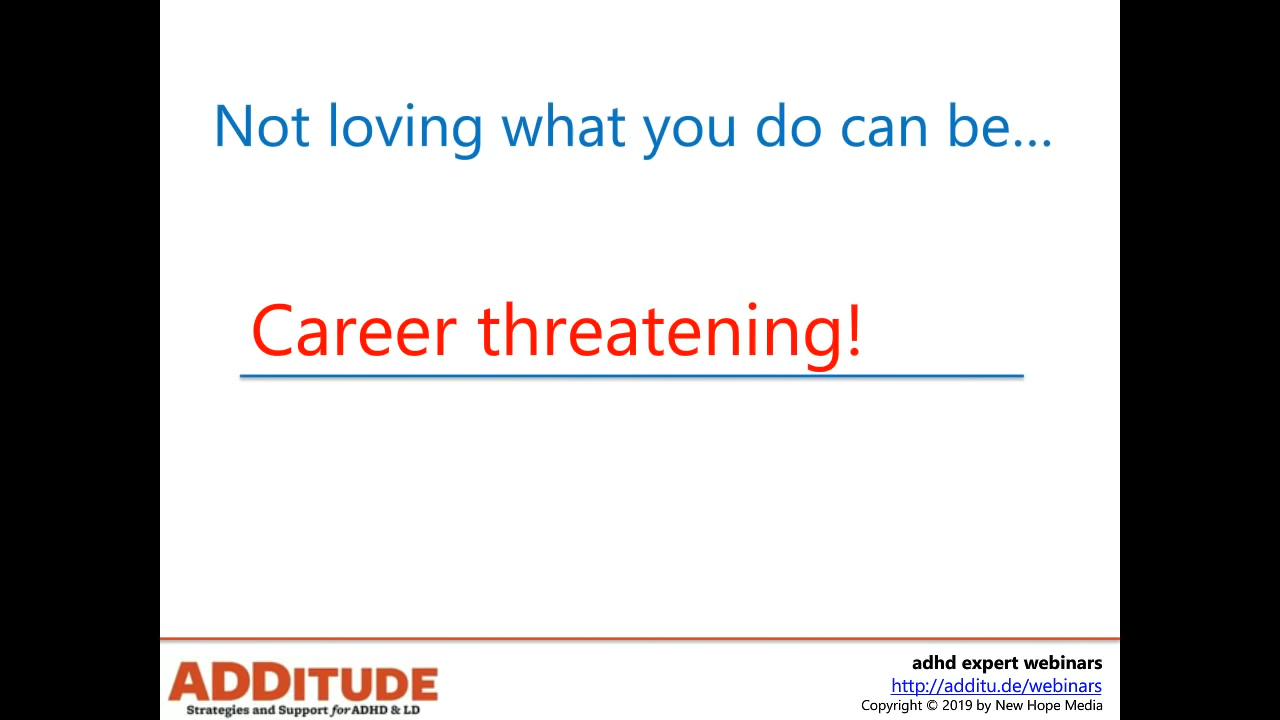 Not loving what you do can be...
Career threatening!
ADDITUDE
Strategies and Support for ADHD & LD
adhd expert webinars
http://additu.de/webinars
Copyright © 2019 by New Hope Media